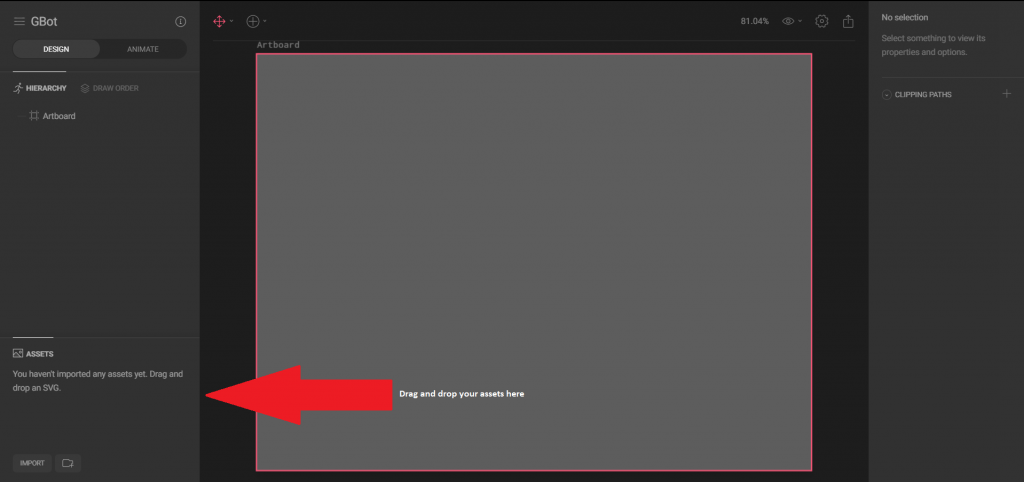 GBot
DESIGN
ANIMATE
HIERARCHY
DRAW ORDER
Artboard
ASSETS
You haven't imported any assets yet. Drag and
drop an SVG.
IMPORT
81.04%
Artboard
Drag and drop your assets here
No selection
Select something to view its
properties and options.
CLIPPING PATHS